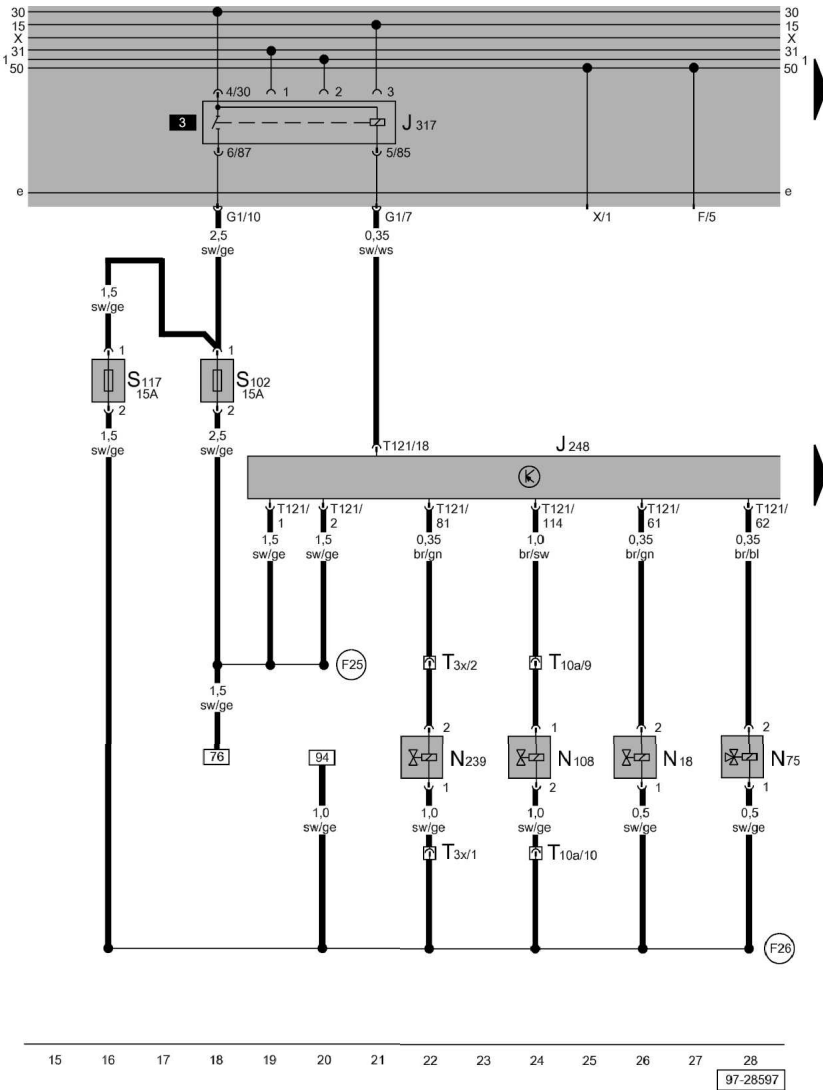 30 30
15 15
X X
31 31
1 1
50 50
4/30 1 2 3
3 J 317
6/87 5/85
e e
G1/10 G1/7 X/1 F/5
2,5 0,35
sw/ge sw/ws
1,5
sw/ge
1 1
S117 S102
15A 15A
2 2
1,5 2,5
sw/ge sw/ge
T121/18 J 248
T121/ T121/ T121/ T121/ T121/ T121/
1 2 81 114 61 62
1,5 1,5 0,35 1,0 0,35 0,35
sw/ge sw/ge br/gn br/sw br/gn br/bl
T3x/2 T10a/9
F25
1,5
sw/ge
2 1 2 2
76 94 N239 N108 N18 N75
1 2 1 1
1,0 1,0 1,0 0,5 0,5
sw/ge sw/ge sw/ge sw/ge sw/ge
T3x/1 T10a/10
F26
15 16 17 18 19 20 21 22 23 24 25 26 27 28
97-28597